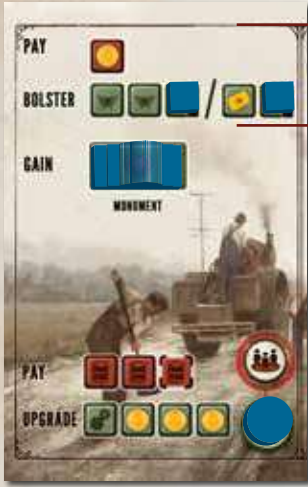 PAY
BOLSTER /
GAIN
MONUMENT
PAY
UPGRADE